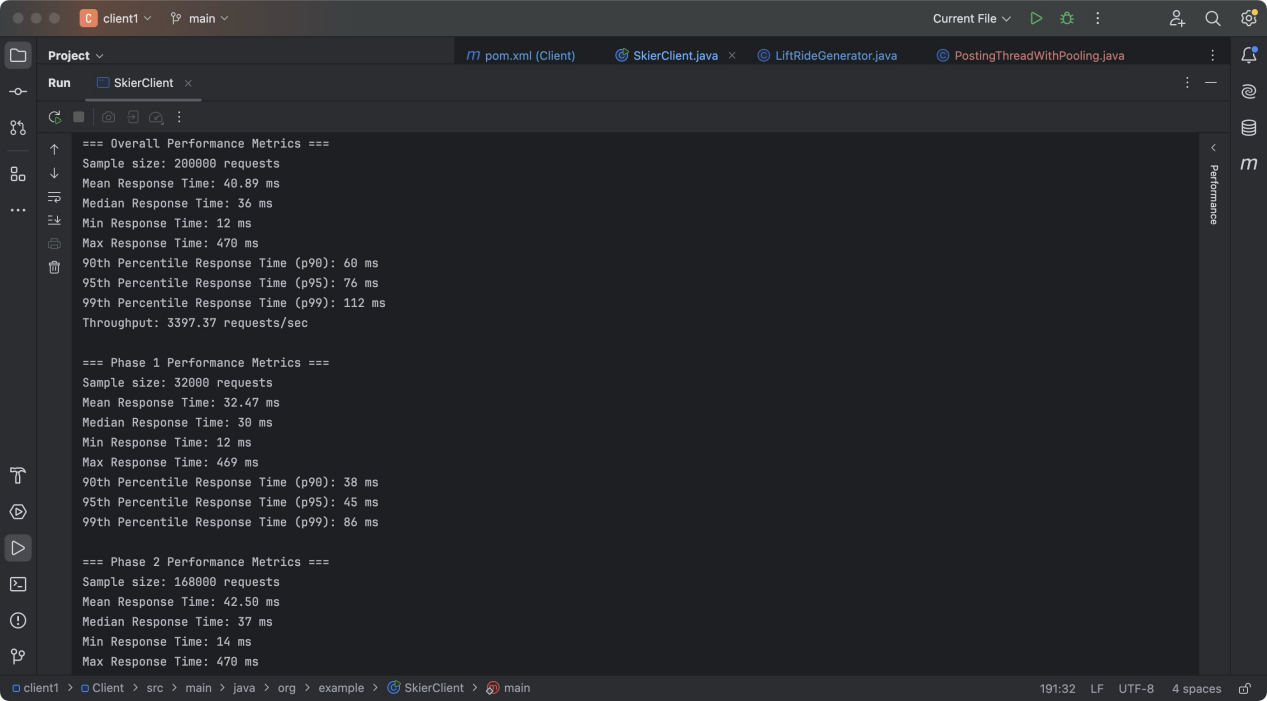 C client1 main Current File
Project pom.xml (Client) SkierClient.java LiftRideGenerator.java PostingThreadWithPooling.java
Run SkierClient
=== Overall Performance Metrics ===
Sample size: 200000 requests
Mean Response Time: 40.89 ms
Median Response Time: 36 ms
Min Response Time: 12 ms
Max Response Time: 470 ms
90th Percentile Response Time (p90): 60 ms
95th Percentile Response Time (p95): 76 ms
99th Percentile Response Time (p99): 112 ms
Throughput: 3397.37 requests/sec
=== Phase 1 Performance Metrics ===
Sample size: 32000 requests
Mean Response Time: 32.47 ms
Median Response Time: 30 ms
Min Response Time: 12 ms
Max Response Time: 469 ms
90th Percentile Response Time (p90): 38 ms
95th Percentile Response Time (p95): 45 ms
99th Percentile Response Time (p99): 86 ms
=== Phase 2 Performance Metrics ===
Sample size: 168000 requests
Mean Response Time: 42.50 ms
Median Response Time: 37 ms
Min Response Time: 14 ms
Max Response Time: 470 ms
Performance
client1 > Client > src > main > java > org > example > SkierClient > main 191:32 LF UTF-8 4 spaces